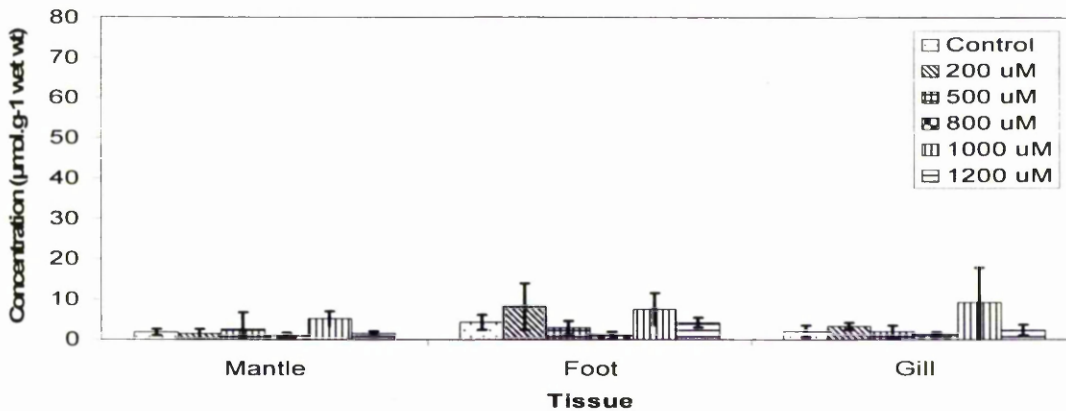 Concentration (µmol.g-1 wet wt)
80
70
60
50
40
30
20
10
0
Control
200 uM
500 uM
800 uM
1000 uM
1200 uM
Mantle Foot Gill
Tissue